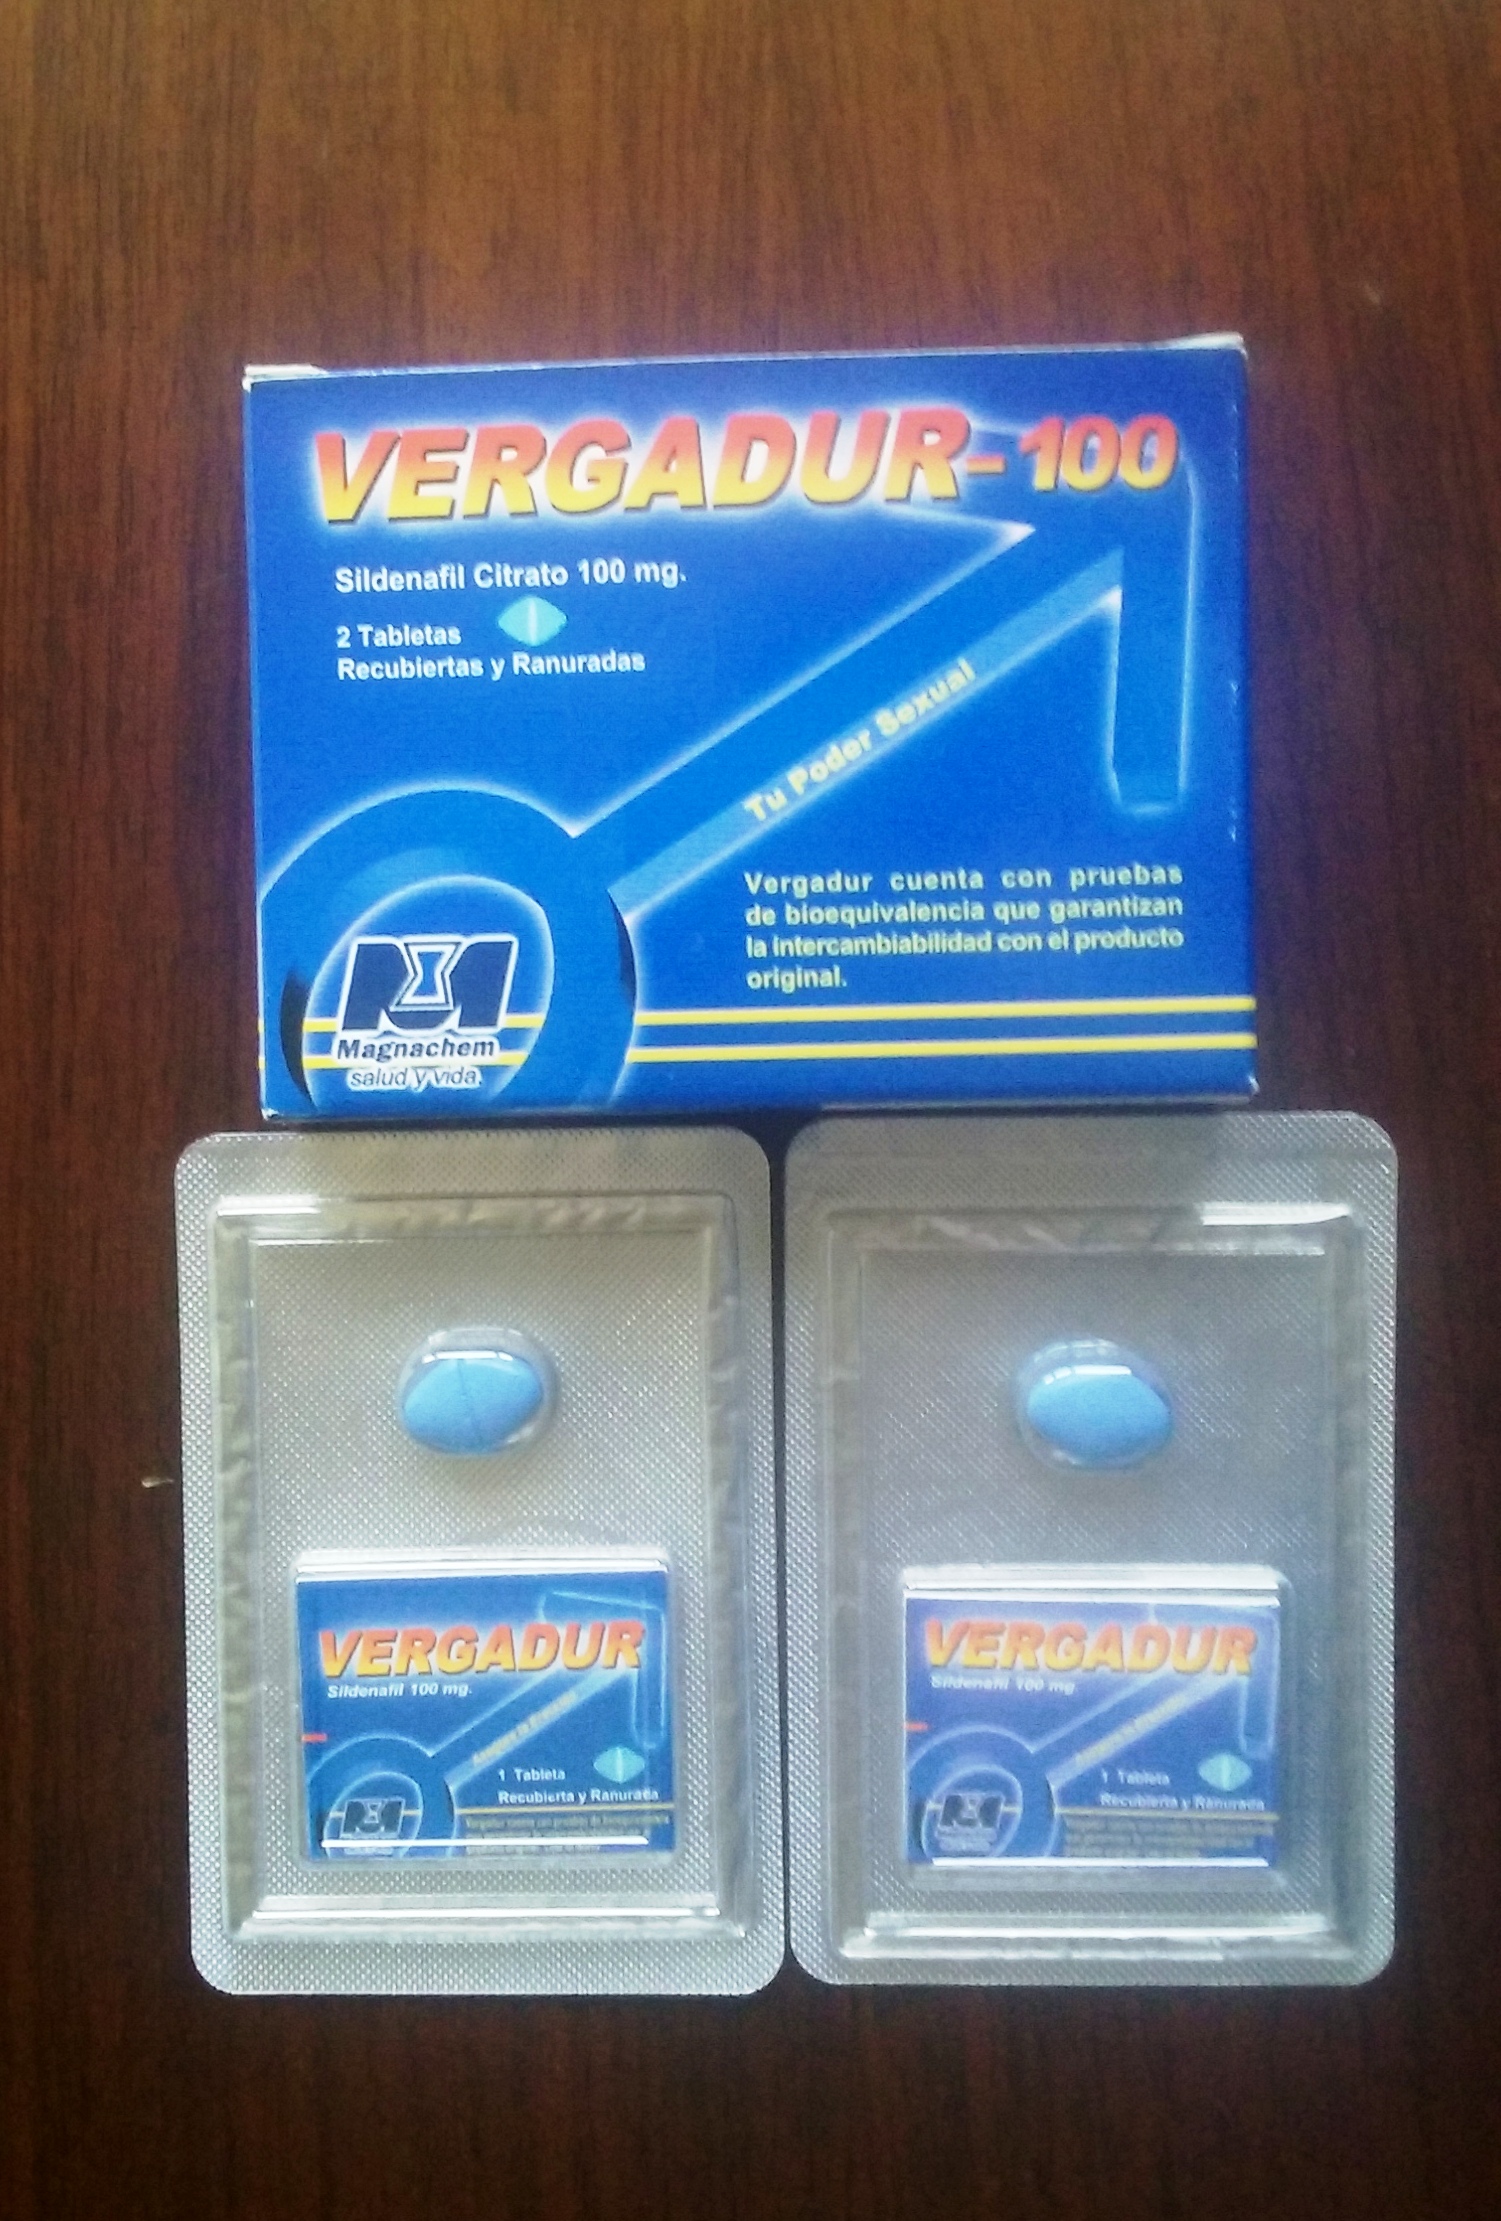 VERGADUR-100
Sildenafil Citrato 100 mg.
2 Tabletas
Recubiertas y Ranuradas
Tu Poder Sexual
Vergadur cuenta con pruebas
de bioequivalencia que garantizan
la intercambiabilidad con el producto
original.
Magnachem
salud y vida.
VERGADUR
Sildenafil 100 mg.
1 Tableta
Recubierta y Ranurada
VERGADUR
Sildenafil 100 mg.
1 Tableta
Recubierta y Ranurada